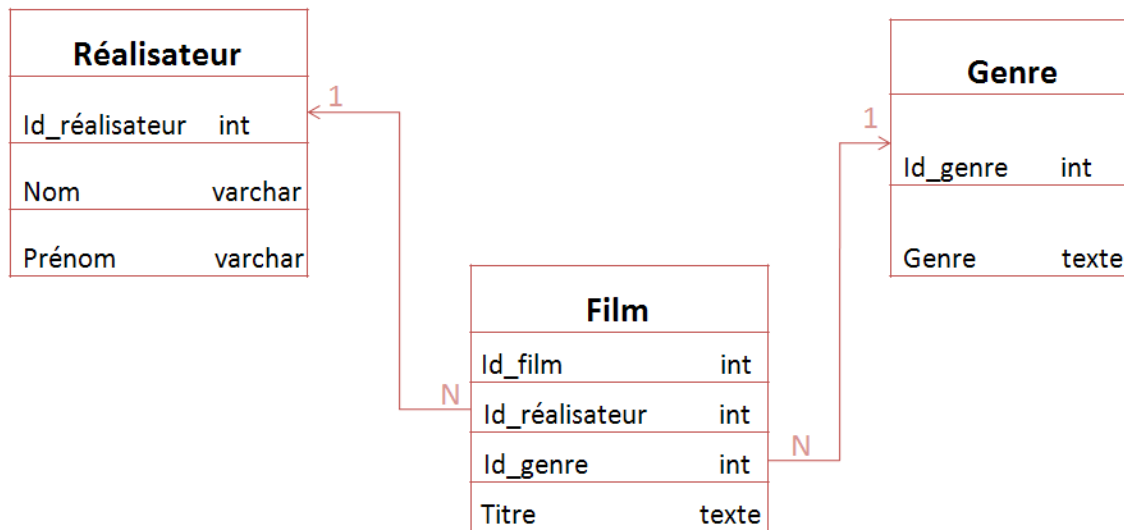 Réalisateur
Id_réalisateur int
Nom varchar
Prénom varchar
1
Genre
Id_genre int
Genre texte
1
Film
Id_film int
Id_réalisateur int
Id_genre int
Titre texte
N
N